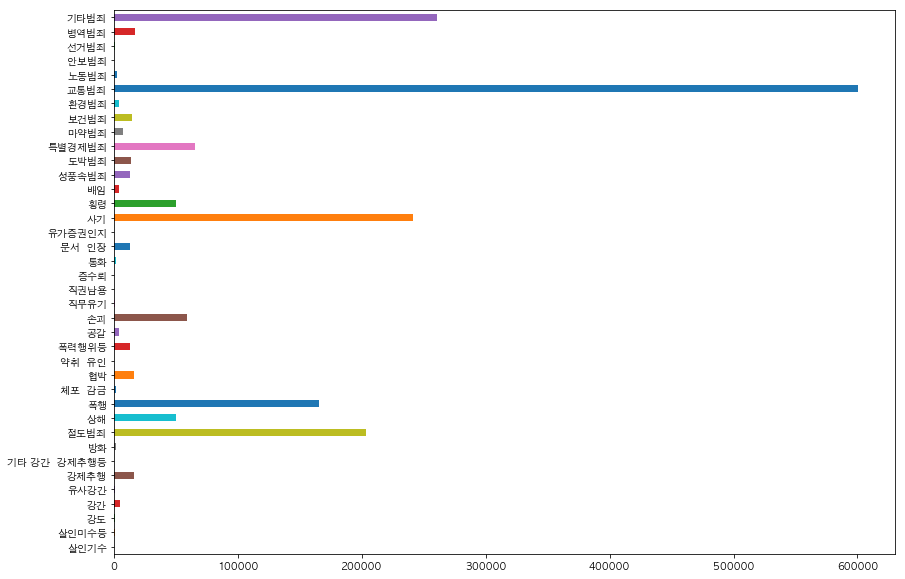 기타범죄
병역범죄
선거범죄
안보범죄
노동범죄
교통범죄
환경범죄
보건범죄
마약범죄
특별경제범죄
도박범죄
성풍속범죄
배임
횡령
사기
유가증권인지
문서 인장
통화
증수뢰
직권남용
직무유기
손괴
공갈
폭력행위등
약취 유인
협박
체포 감금
폭행
상해
절도범죄
방화
기타 강간 강제추행등
강제추행
유사강간
강간
강도
살인미수등
살인기수
0 100000 200000 300000 400000 500000 600000